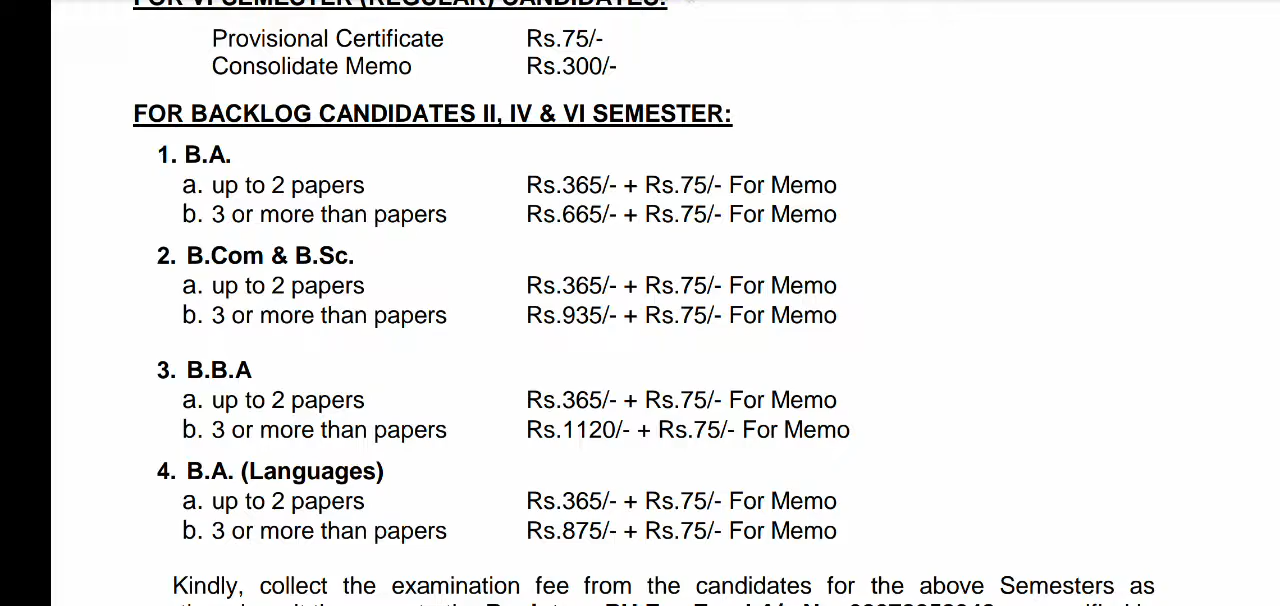 FOR VI SEMESTER (REGULAR) CANDIDATES:
Provisional Certificate Rs.75/-
Consolidate Memo Rs.300/-
FOR BACKLOG CANDIDATES II, IV & VI SEMESTER:
1. B.A.
a. up to 2 papers Rs.365/- + Rs.75/- For Memo
b. 3 or more than papers Rs.665/- + Rs.75/- For Memo
2. B.Com & B.Sc.
a. up to 2 papers Rs.365/- + Rs.75/- For Memo
b. 3 or more than papers Rs.935/- + Rs.75/- For Memo
3. B.B.A
a. up to 2 papers Rs.365/- + Rs.75/- For Memo
b. 3 or more than papers Rs.1120/- + Rs.75/- For Memo
4. B.A. (Languages)
a. up to 2 papers Rs.365/- + Rs.75/- For Memo
b. 3 or more than papers Rs.875/- + Rs.75/- For Memo
Kindly, collect the examination fee from the candidates for the above Semesters as